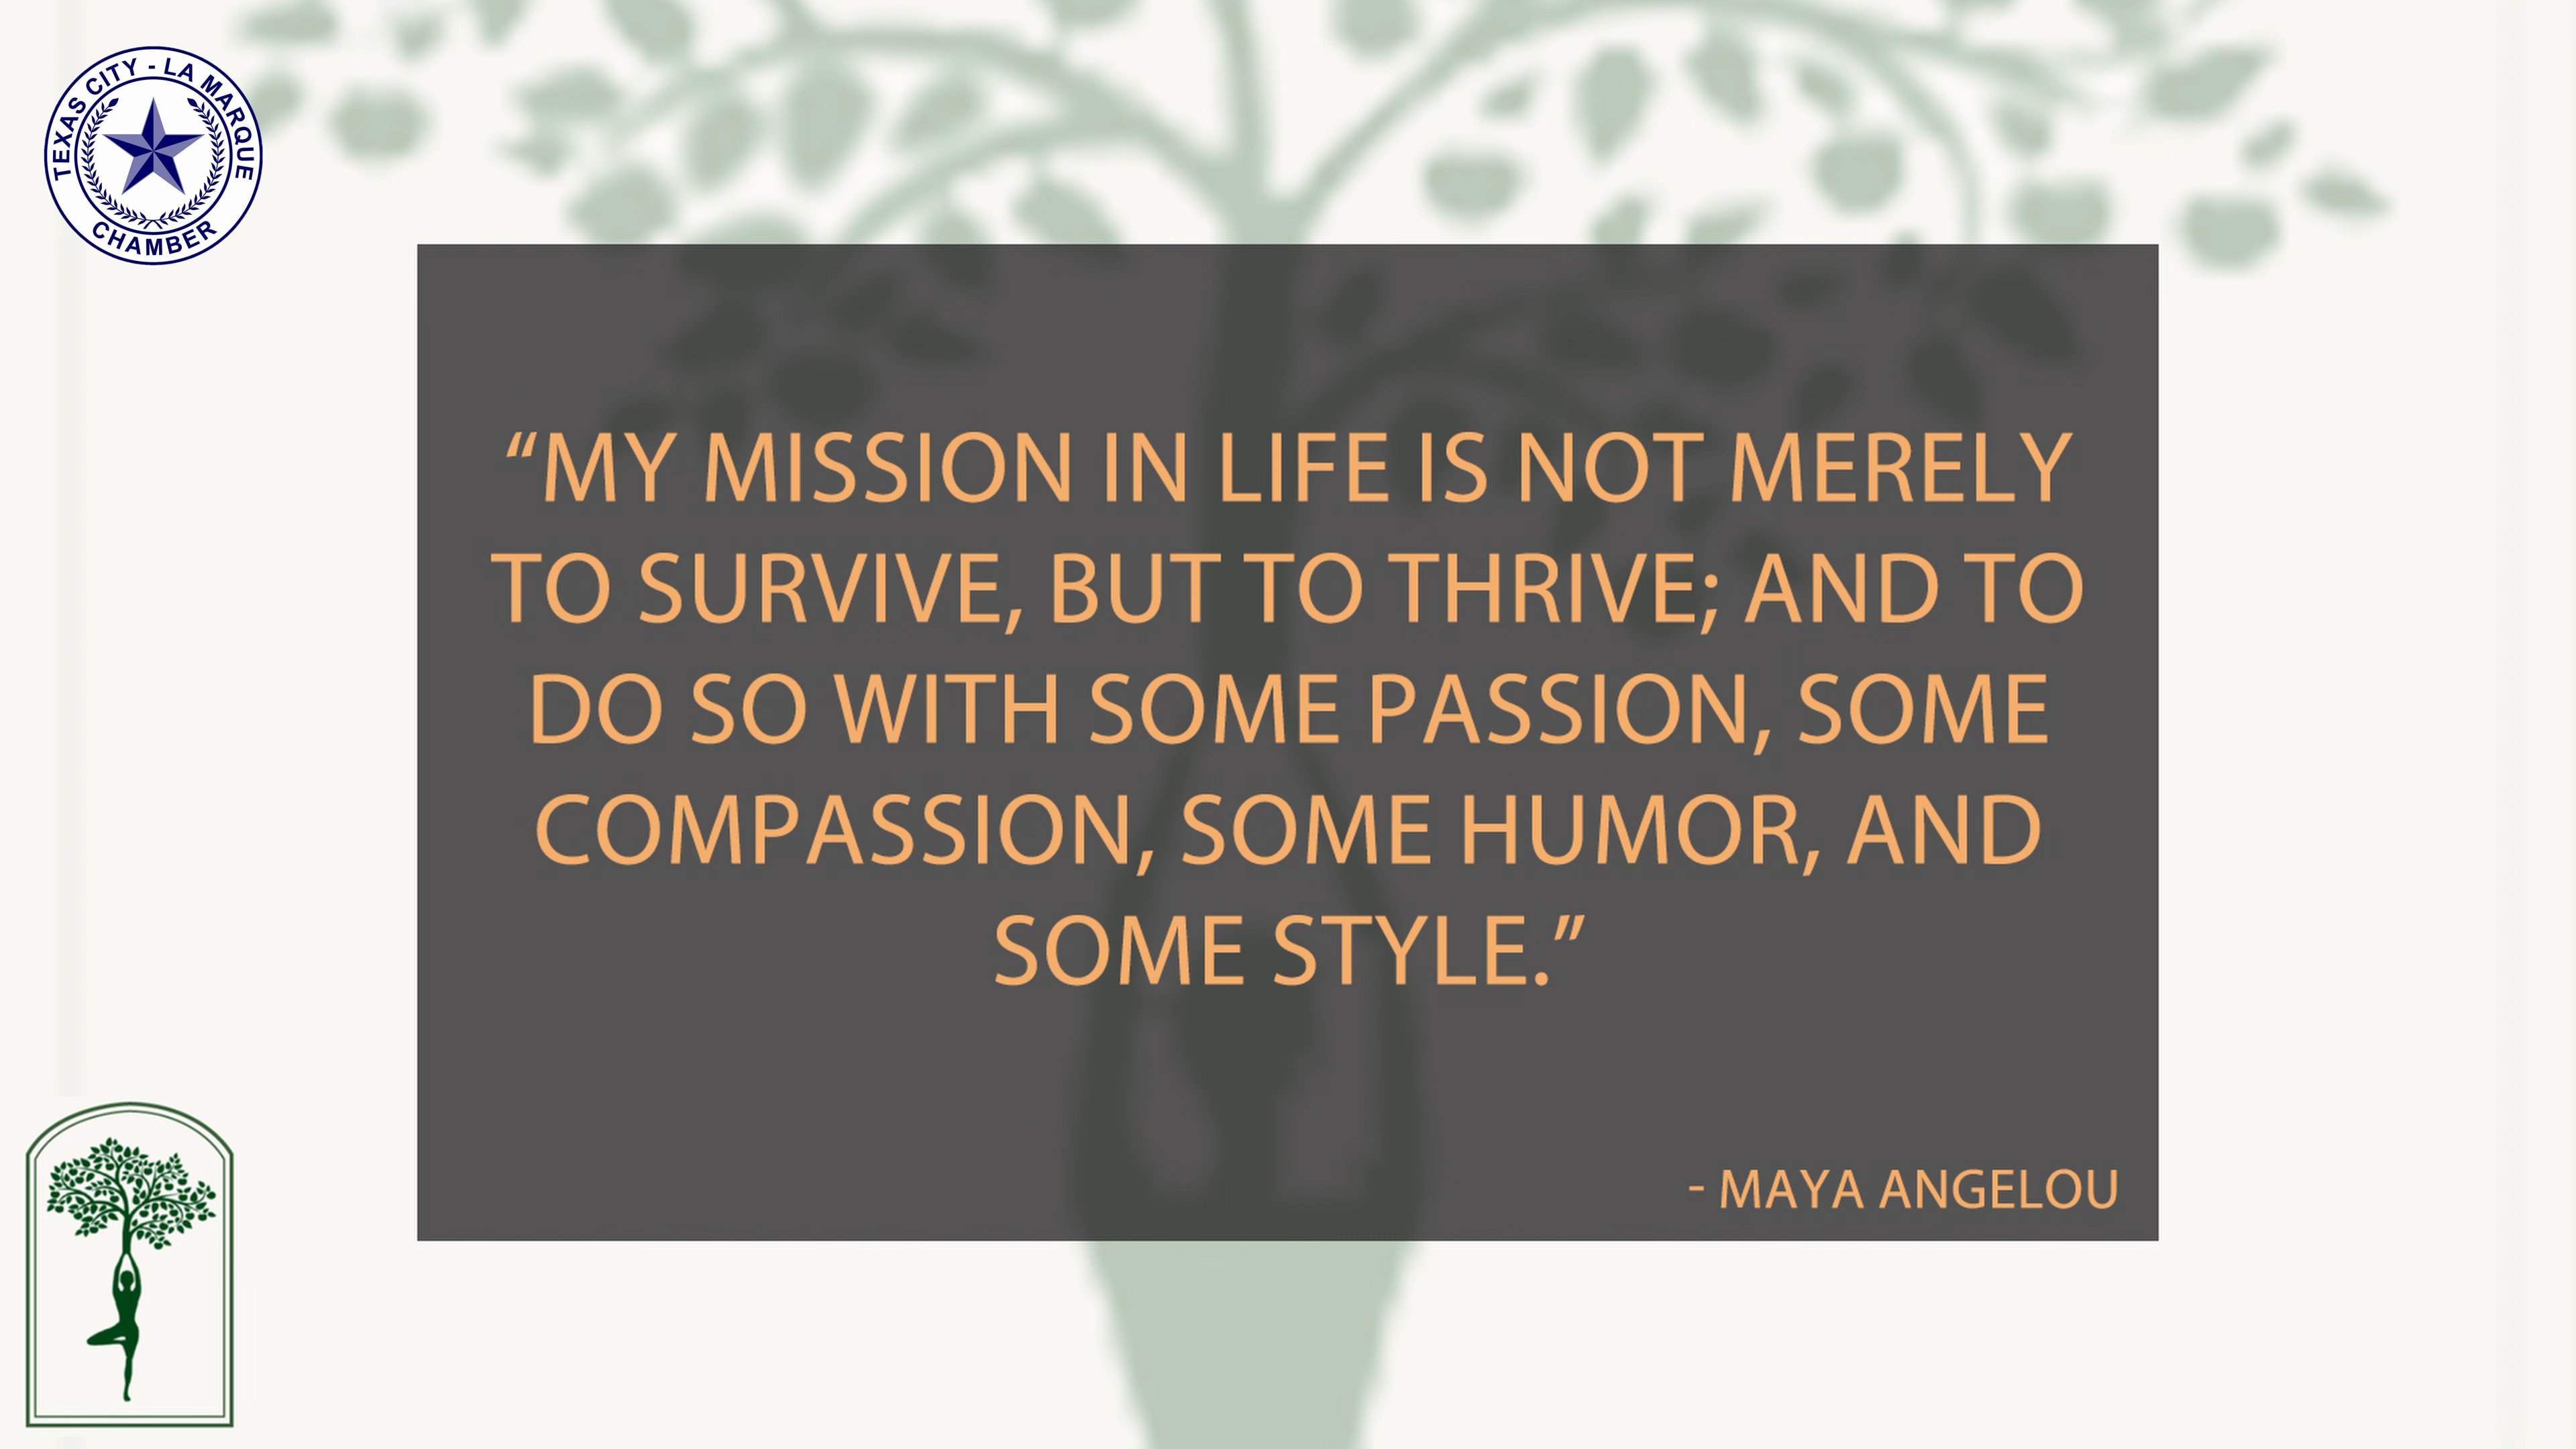 TEXAS CITY - LA MARQUE
CHAMBER
“MY MISSION IN LIFE IS NOT MERELY
TO SURVIVE, BUT TO THRIVE; AND TO
DO SO WITH SOME PASSION, SOME
COMPASSION, SOME HUMOR, AND
SOME STYLE.”
- MAYA ANGELOU